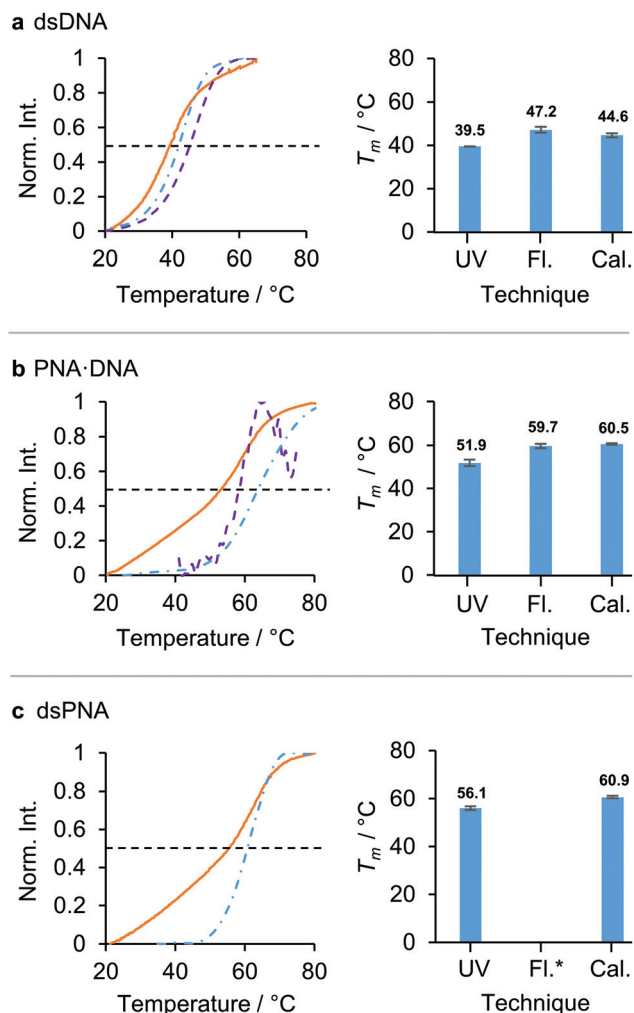 a dsDNA
Norm. Int.
1
0.8
0.6
0.4
0.2
0
20 40 60 80
Temperature / °C
Tm / °C
80
60
40
20
0
39.5 47.2 44.6
UV Fl. Cal.
Technique
b PNA·DNA
Norm. Int.
1
0.8
0.6
0.4
0.2
0
20 40 60 80
Temperature / °C
Tm / °C
80
60
40
20
0
51.9 59.7 60.5
UV Fl. Cal.
Technique
c dsPNA
Norm. Int.
1
0.8
0.6
0.4
0.2
0
20 40 60 80
Temperature / °C
Tm / °C
80
60
40
20
0
56.1 60.9
UV Fl.* Cal.
Technique